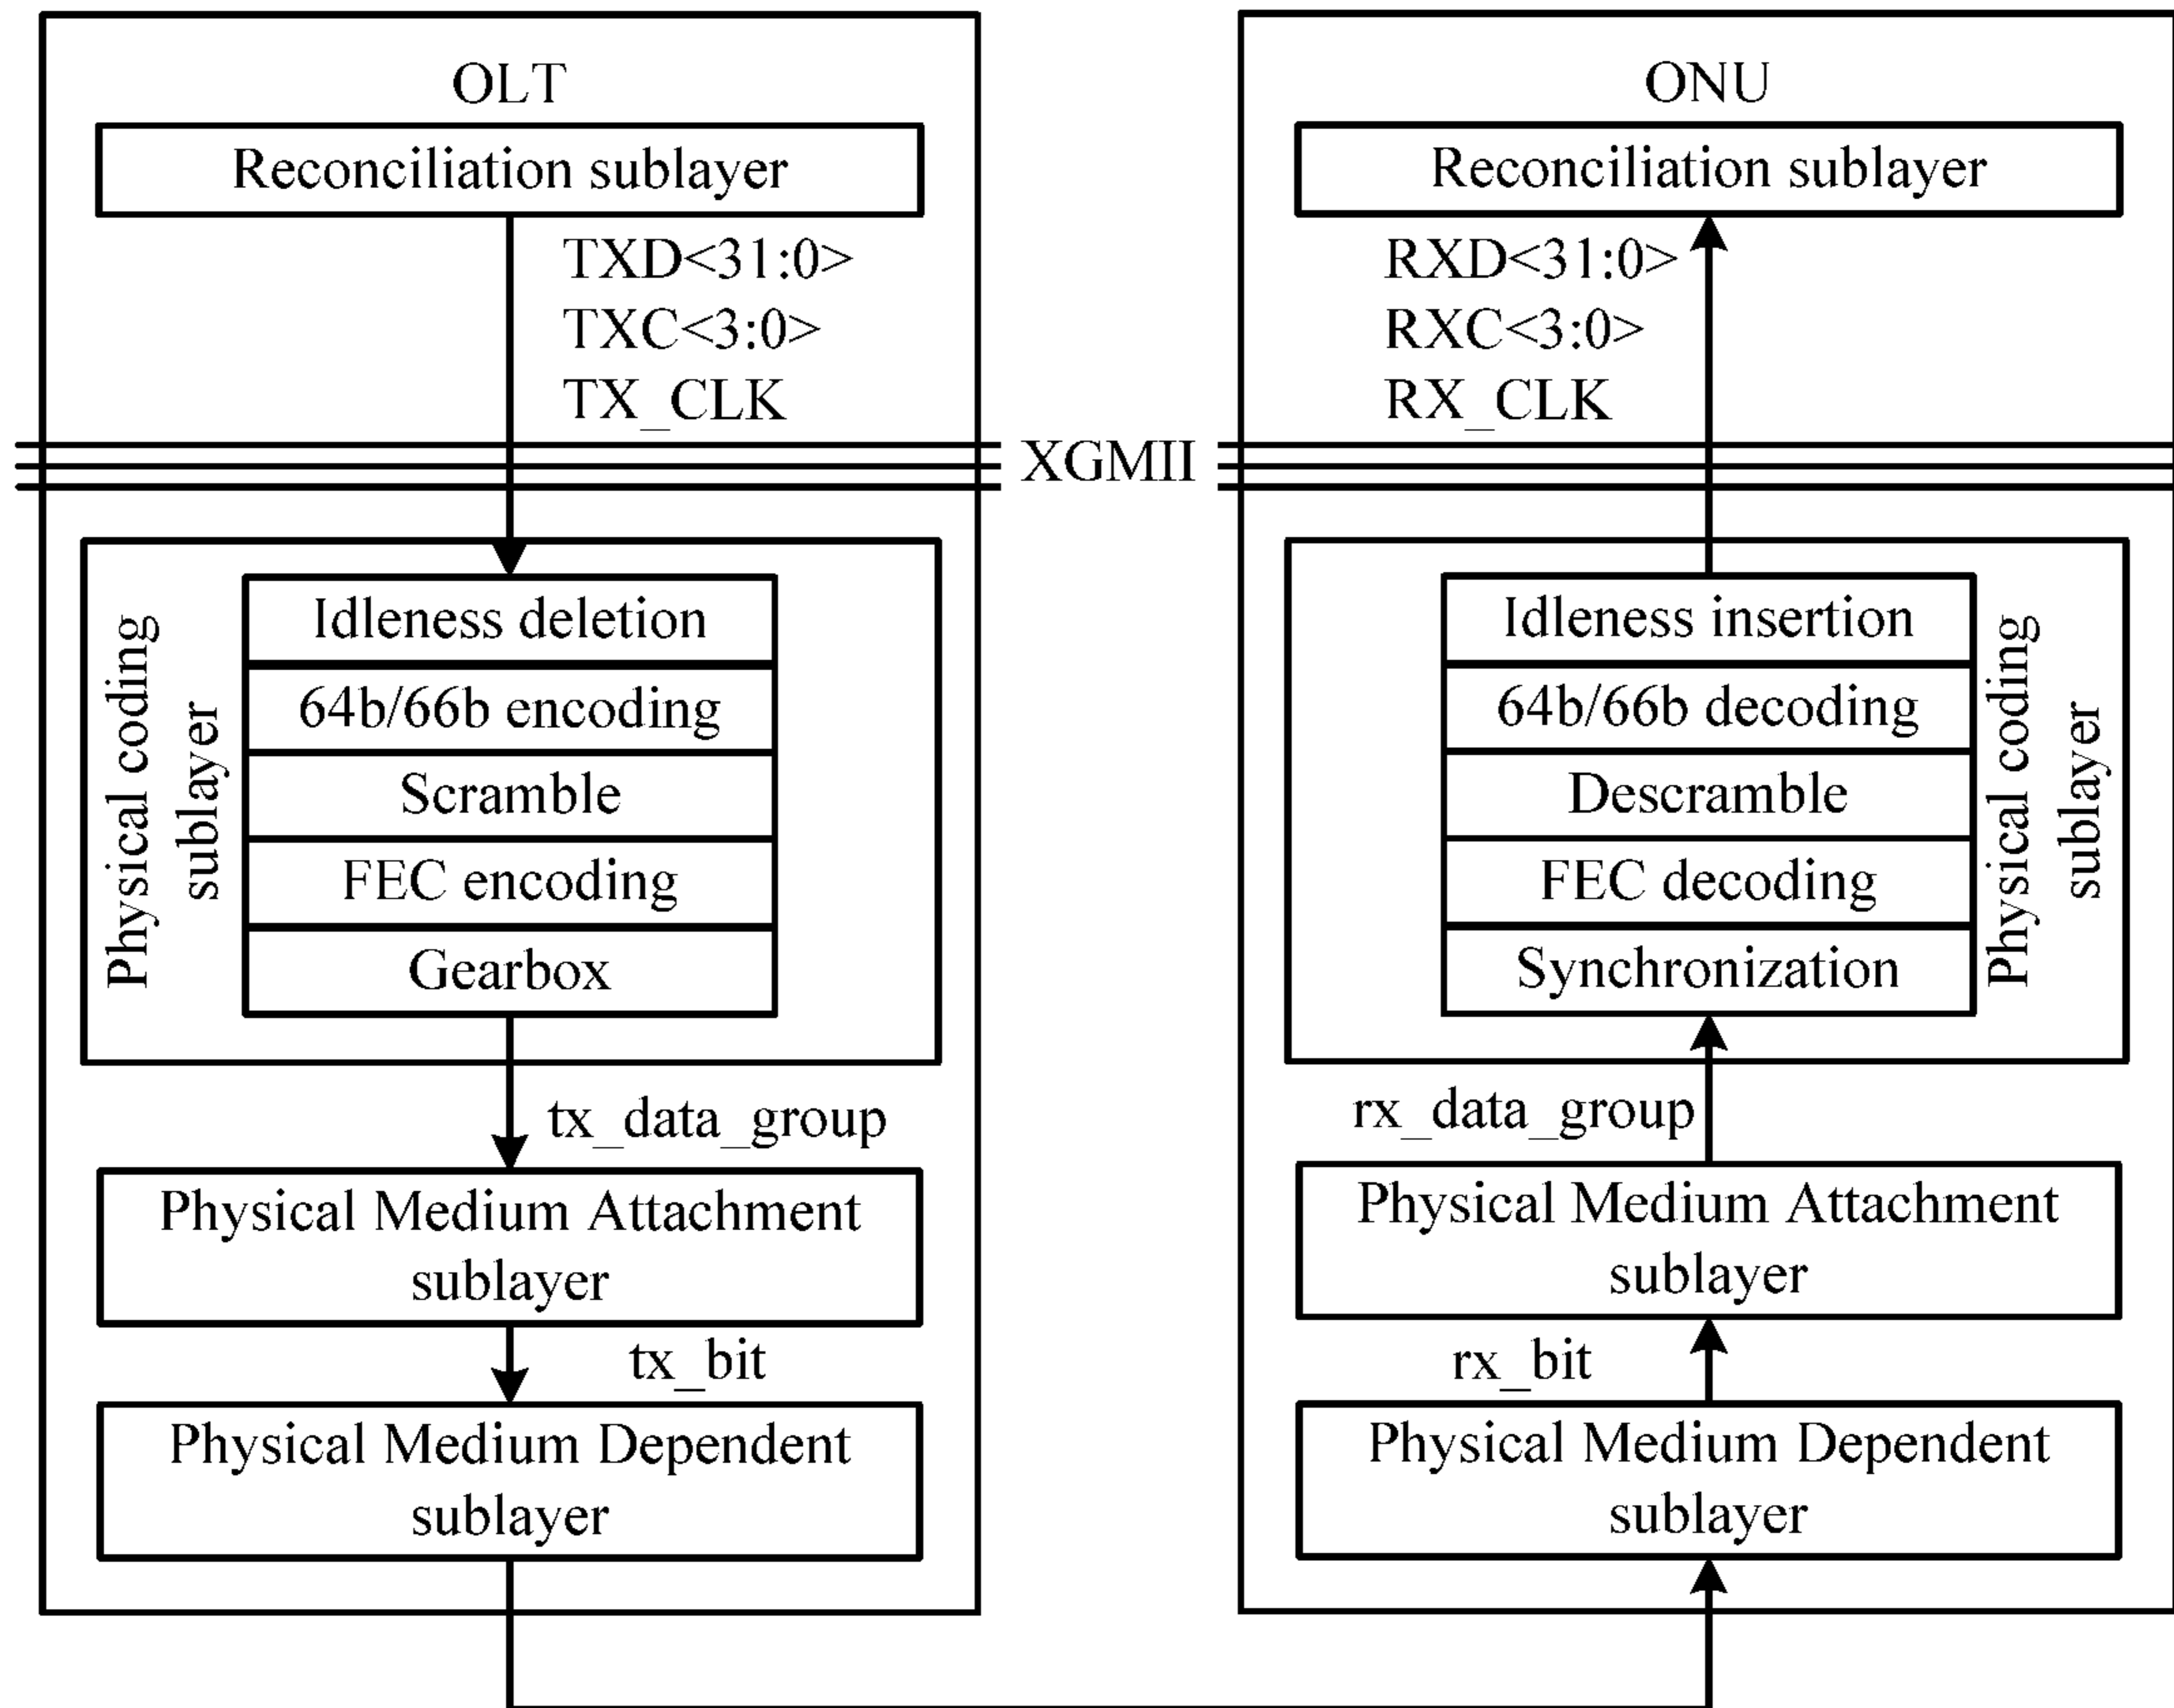 OLT
Reconciliation sublayer
TXD<31:0>
TXC<3:0>
TX_CLK
XGMII
Physical coding
sublayer
Idleness deletion
64b/66b encoding
Scramble
FEC encoding
Gearbox
tx_data_group
Physical Medium Attachment
sublayer
tx_bit
Physical Medium Dependent
sublayer
ONU
Reconciliation sublayer
RXD<31:0>
RXC<3:0>
RX_CLK
Idleness insertion
64b/66b decoding
Descramble
FEC decoding
Synchronization
Physical coding
sublayer
rx_data_group
Physical Medium Attachment
sublayer
rx_bit
Physical Medium Dependent
sublayer